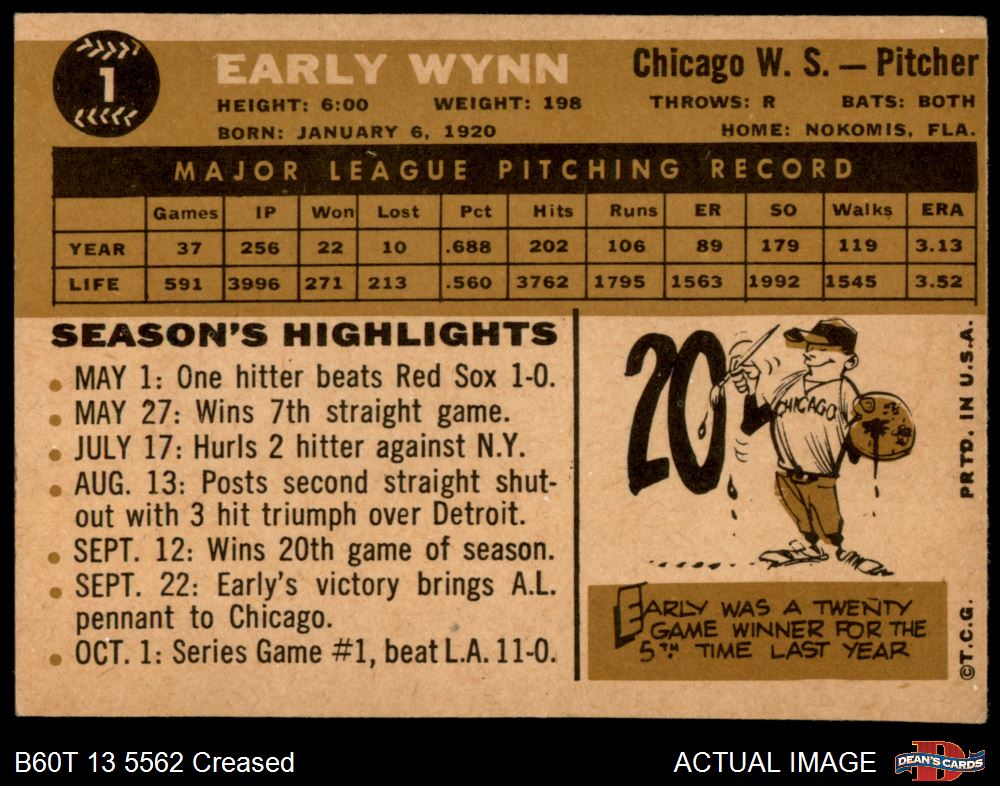 1
EARLY WYNN
Chicago W. S. — Pitcher
HEIGHT: 6:00 WEIGHT: 198 THROWS: R BATS: BOTH
BORN: JANUARY 6, 1920 HOME: NOKOMIS, FLA.
MAJOR LEAGUE PITCHING RECORD
Games IP Won Lost Pct Hits Runs ER SO Walks ERA
YEAR 37 256 22 10 .688 202 106 89 179 119 3.13
LIFE 591 3996 271 213 .560 3762 1795 1563 1992 1545 3.52
SEASON'S HIGHLIGHTS
• MAY 1: One hitter beats Red Sox 1-0.
• MAY 27: Wins 7th straight game.
• JULY 17: Hurls 2 hitter against N.Y.
• AUG. 13: Posts second straight shut-
out with 3 hit triumph over Detroit.
• SEPT. 12: Wins 20th game of season.
• SEPT. 22: Early's victory brings A.L.
pennant to Chicago.
• OCT. 1: Series Game #1, beat L.A. 11-0.
20
CHICAGO
EARLY WAS A TWENTY
GAME WINNER FOR THE
5TH TIME LAST YEAR
PRTD. IN U.S.A.
©T.C.G.
B60T 13 5562 Creased
ACTUAL IMAGE
D
DEAN'S CARDS